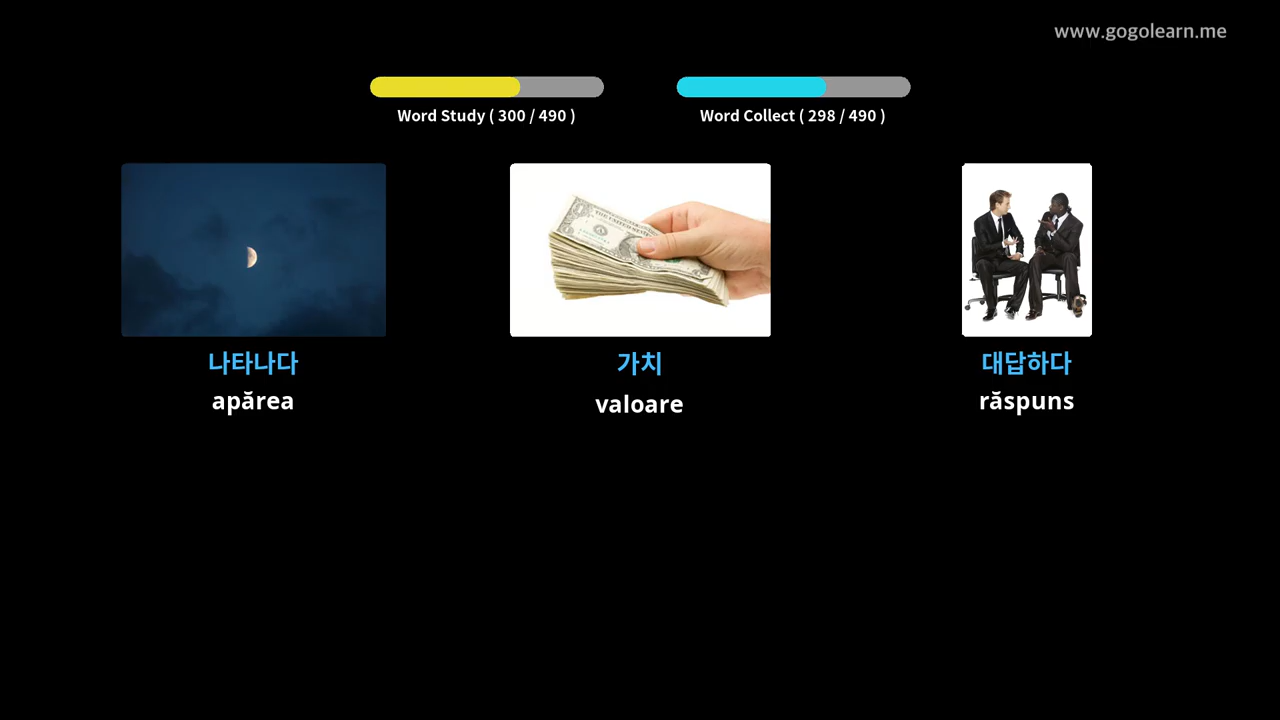 www.gogolearn.me
Word Study ( 300 / 490 )
Word Collect ( 298 / 490 )
나타나다
가치
대답하다
apărea
valoare
răspuns